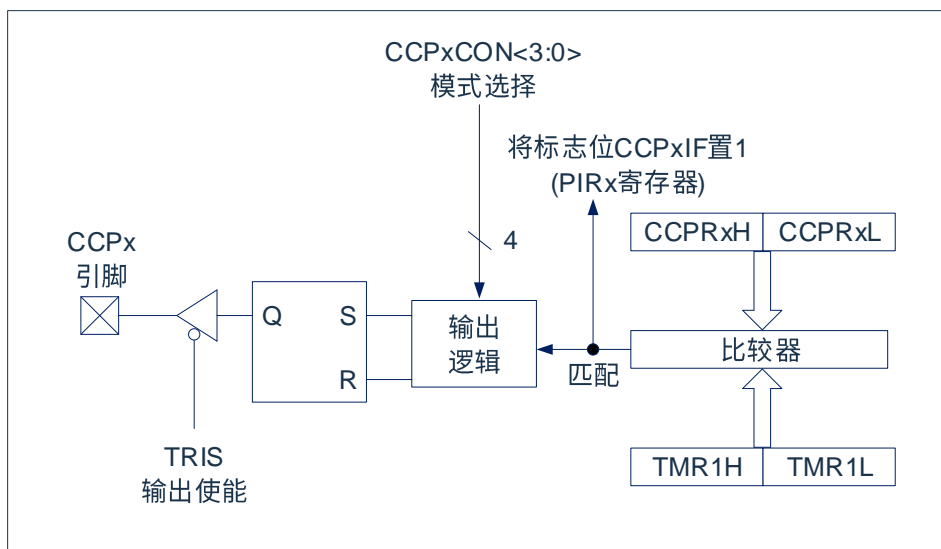 CCPxCON<3:0>
模式选择
将标志位CCPxIF置1
(PIRx寄存器)
4
CCPRxH CCPRxL
CCPx
引脚
Q S
R
输出
逻辑
匹配
比较器
TRIS
输出使能
TMR1H TMR1L